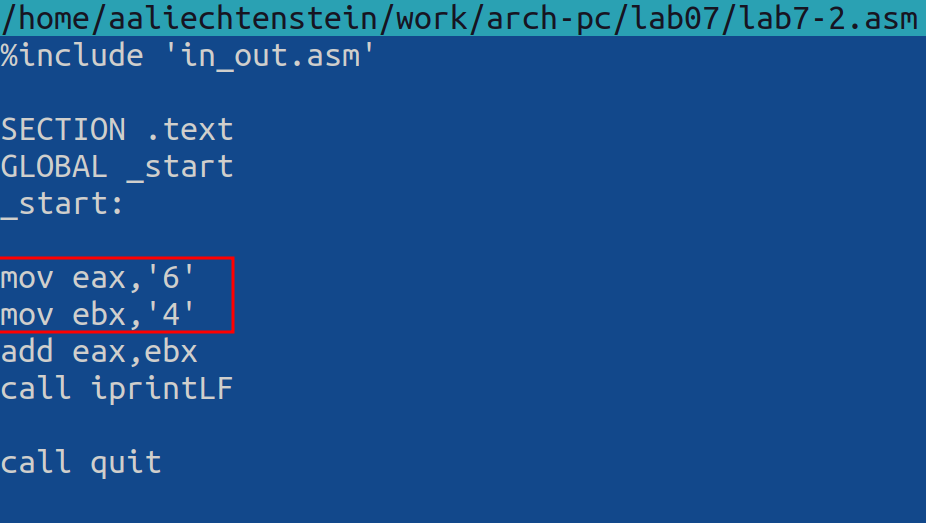 /home/aaliechtenstein/work/arch-pc/lab07/lab7-2.asm
%include 'in_out.asm'
SECTION .text
GLOBAL _start
_start:
mov eax,'6'
mov ebx,'4'
add eax,ebx
call iprintLF
call quit